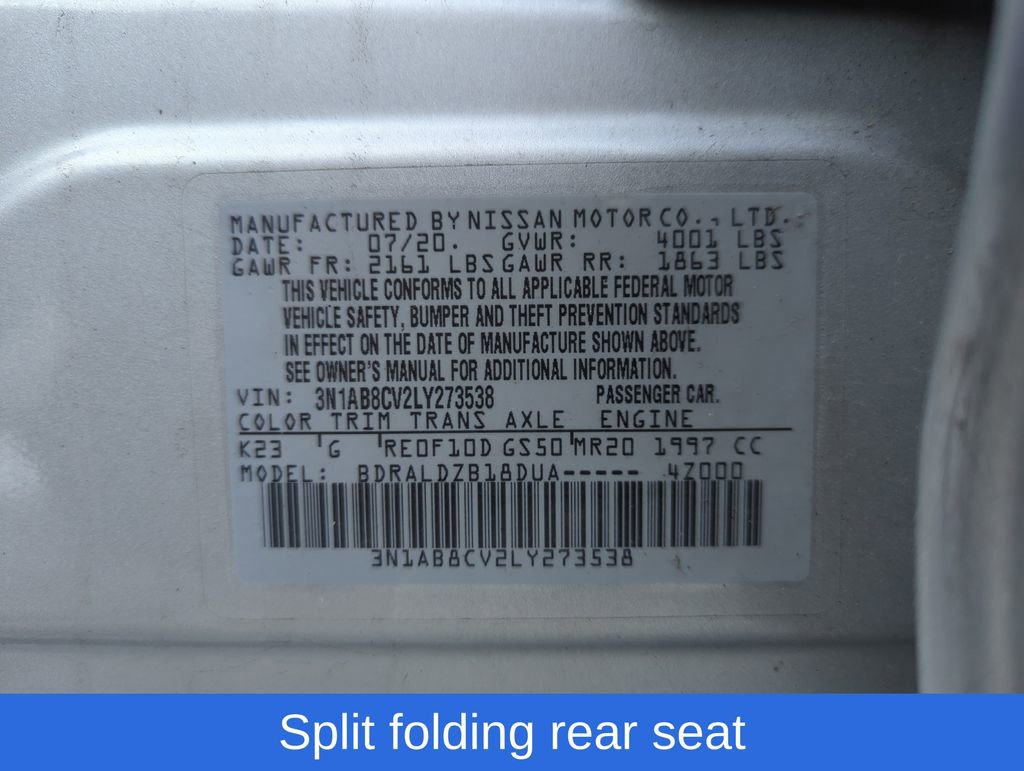 MANUFACTURED BY NISSAN MOTOR CO., LTD.
DATE: 07/20. GVWR: 4001 LBS
GAWR FR: 2161 LBS GAWR RR: 1863 LBS
THIS VEHICLE CONFORMS TO ALL APPLICABLE FEDERAL MOTOR
VEHICLE SAFETY, BUMPER AND THEFT PREVENTION STANDARDS
IN EFFECT ON THE DATE OF MANUFACTURE SHOWN ABOVE.
SEE OWNER'S MANUAL FOR ADDITIONAL INFORMATION.
VIN: 3N1AB8CV2LY273538 PASSENGER CAR.
COLOR TRIM TRANS AXLE ENGINE
K23 G RE0F10D GS50 MR20 1997 CC
MODEL: BDRALDZB18DUA----- 4Z000
3N1AB8CV2LY273538
Split folding rear seat